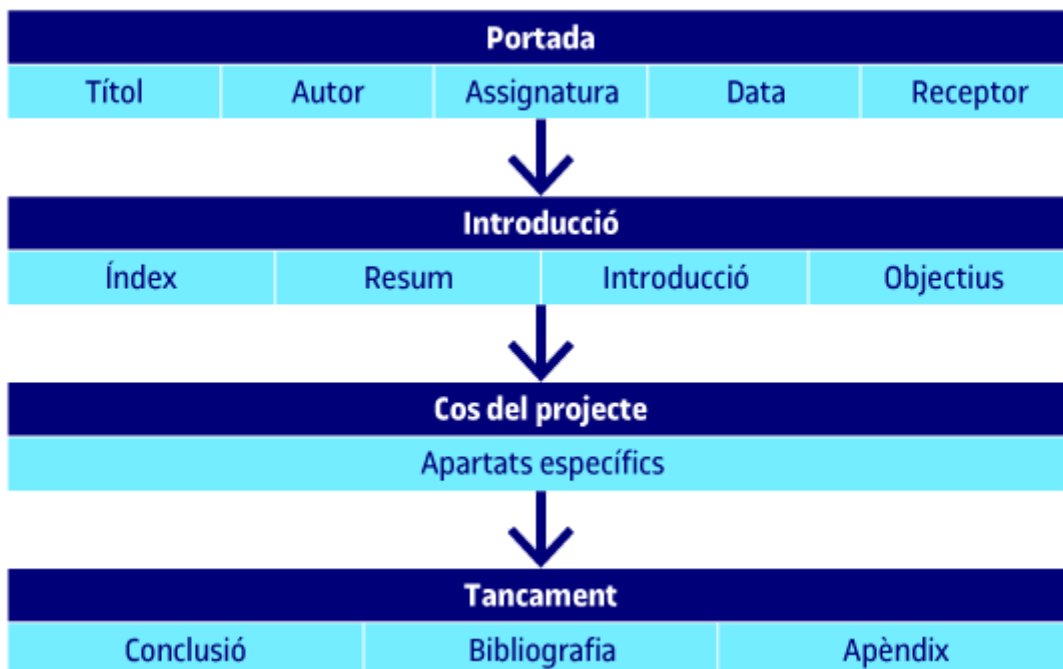 Portada
Títol Autor Assignatura Data Receptor
Introducció
Índex Resum Introducció Objectius
Cos del projecte
Apartats específics
Tancament
Conclusió Bibliografia Apèndix